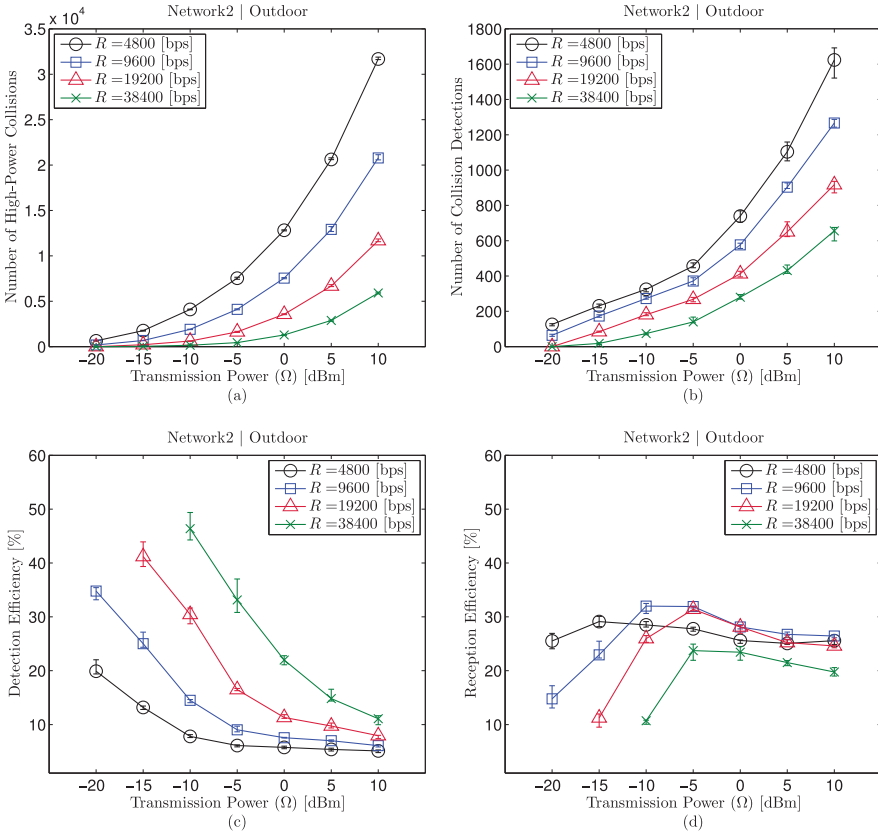 Network2 | Outdoor
3.5 x 10^4
3
2.5
2
1.5
1
0.5
0
Number of High-Power Collisions
R = 4800 [bps]
R = 9600 [bps]
R = 19200 [bps]
R = 38400 [bps]
−20 −15 −10 −5 0 5 10
Transmission Power (Ω) [dBm]
(a)
Network2 | Outdoor
1800
1600
1400
1200
1000
800
600
400
200
0
Number of Collision Detections
R = 4800 [bps]
R = 9600 [bps]
R = 19200 [bps]
R = 38400 [bps]
−20 −15 −10 −5 0 5 10
Transmission Power (Ω) [dBm]
(b)
Network2 | Outdoor
60
50
40
30
20
10
Detection Efficiency [%]
R = 4800 [bps]
R = 9600 [bps]
R = 19200 [bps]
R = 38400 [bps]
−20 −15 −10 −5 0 5 10
Transmission Power (Ω) [dBm]
(c)
Network2 | Outdoor
60
50
40
30
20
10
Reception Efficiency [%]
R = 4800 [bps]
R = 9600 [bps]
R = 19200 [bps]
R = 38400 [bps]
−20 −15 −10 −5 0 5 10
Transmission Power (Ω) [dBm]
(d)